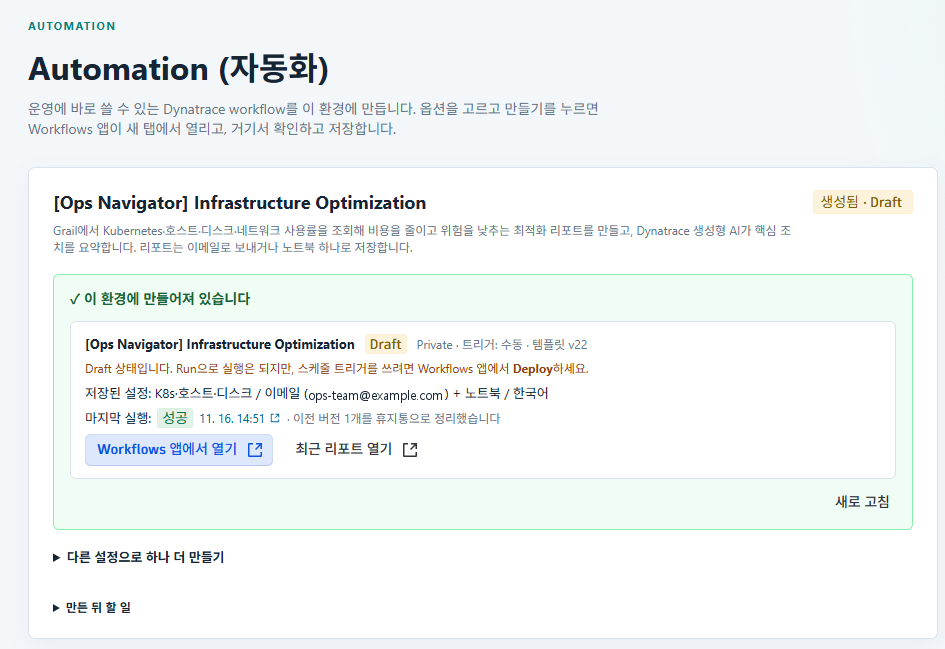 AUTOMATION
Automation (자동화)
운영에 바로 쓸 수 있는 Dynatrace workflow를 이 환경에 만듭니다. 옵션을 고르고 만들기를 누르면
Workflows 앱이 새 탭에서 열리고, 거기서 확인하고 저장합니다.
[Ops Navigator] Infrastructure Optimization
생성됨 · Draft
Grail에서 Kubernetes·호스트·디스크·네트워크 사용률을 조회해 비용을 줄이고 위험을 낮추는 최적화 리포트를 만들고, Dynatrace 생성형 AI가 핵심 조
치를 요약합니다. 리포트는 이메일로 보내거나 노트북 하나로 저장합니다.
✓ 이 환경에 만들어져 있습니다
[Ops Navigator] Infrastructure Optimization Draft Private · 트리거: 수동 · 템플릿 v22
Draft 상태입니다. Run으로 실행은 되지만, 스케줄 트리거를 쓰려면 Workflows 앱에서 Deploy하세요.
저장된 설정: K8s·호스트·디스크 / 이메일 (ops-team@example.com) + 노트북 / 한국어
마지막 실행: 성공 11. 16. 14:51 · 이전 버전 1개를 휴지통으로 정리했습니다
Workflows 앱에서 열기 최근 리포트 열기
새로 고침
▶ 다른 설정으로 하나 더 만들기
▶ 만든 뒤 할 일